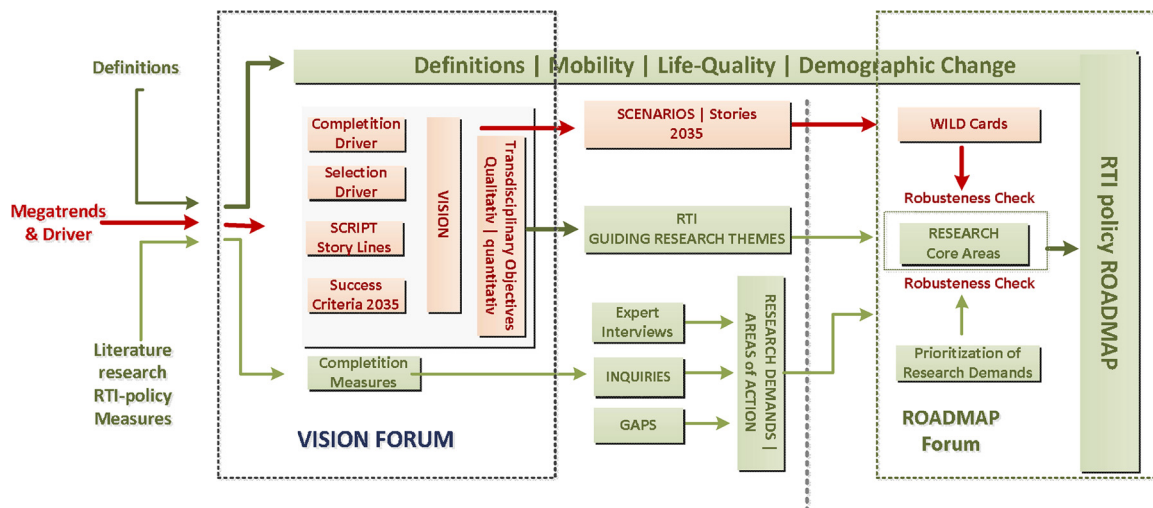 Definitions
Megatrends
& Driver
Literature
research
RTI-policy
Measures
Definitions | Mobility | Life-Quality | Demographic Change
Completition
Driver
Selection
Driver
SCRIPT
Story Lines
Success
Criteria 2035
VISION
Transdisciplinary Objectives
Qualitativ | quantitativ
Completition
Measures
VISION FORUM
SCENARIOS | Stories
2035
RTI
GUIDING RESEARCH THEMES
Expert
Interviews
INQUIRIES
GAPS
RESEARCH DEMANDS |
AREAS of ACTION
WILD Cards
Robusteness Check
RESEARCH
Core Areas
Robusteness Check
Prioritization of
Research Demands
ROADMAP
Forum
RTI policy ROADMAP